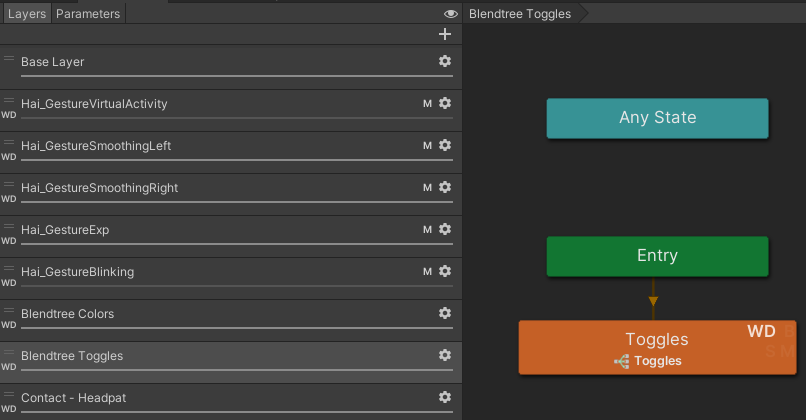 Layers Parameters
Base Layer
Hai_GestureVirtualActivity M
WD
Hai_GestureSmoothingLeft M
WD
Hai_GestureSmoothingRight M
WD
Hai_GestureExp M
WD
Hai_GestureBlinking M
WD
Blendtree Colors
WD
Blendtree Toggles
WD
Contact - Headpat
WD
Blendtree Toggles
Any State
Entry
Toggles WD B
S M
Toggles